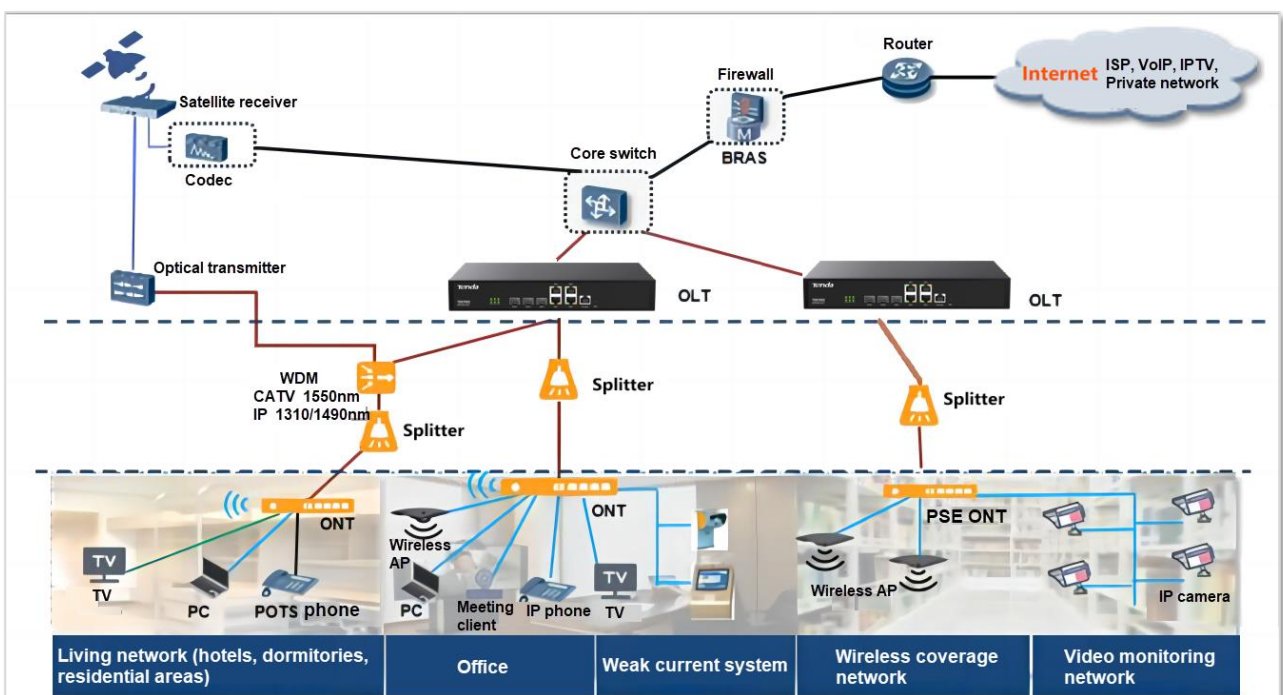 Router
Internet
ISP, VoIP, IPTV,
Private network
Firewall
M
BRAS
Satellite receiver
Codec
Core switch
Optical transmitter
Tenda
OLT
Tenda
OLT
WDM
CATV 1550nm
IP 1310/1490nm
Splitter
Splitter
Splitter
ONT
TV
TV
PC
POTS phone
ONT
Wireless
AP
PC
Meeting
client
IP phone
TV
TV
PSE ONT
Wireless AP
IP camera
Living network (hotels, dormitories,
residential areas)
Office
Weak current system
Wireless coverage
network
Video monitoring
network